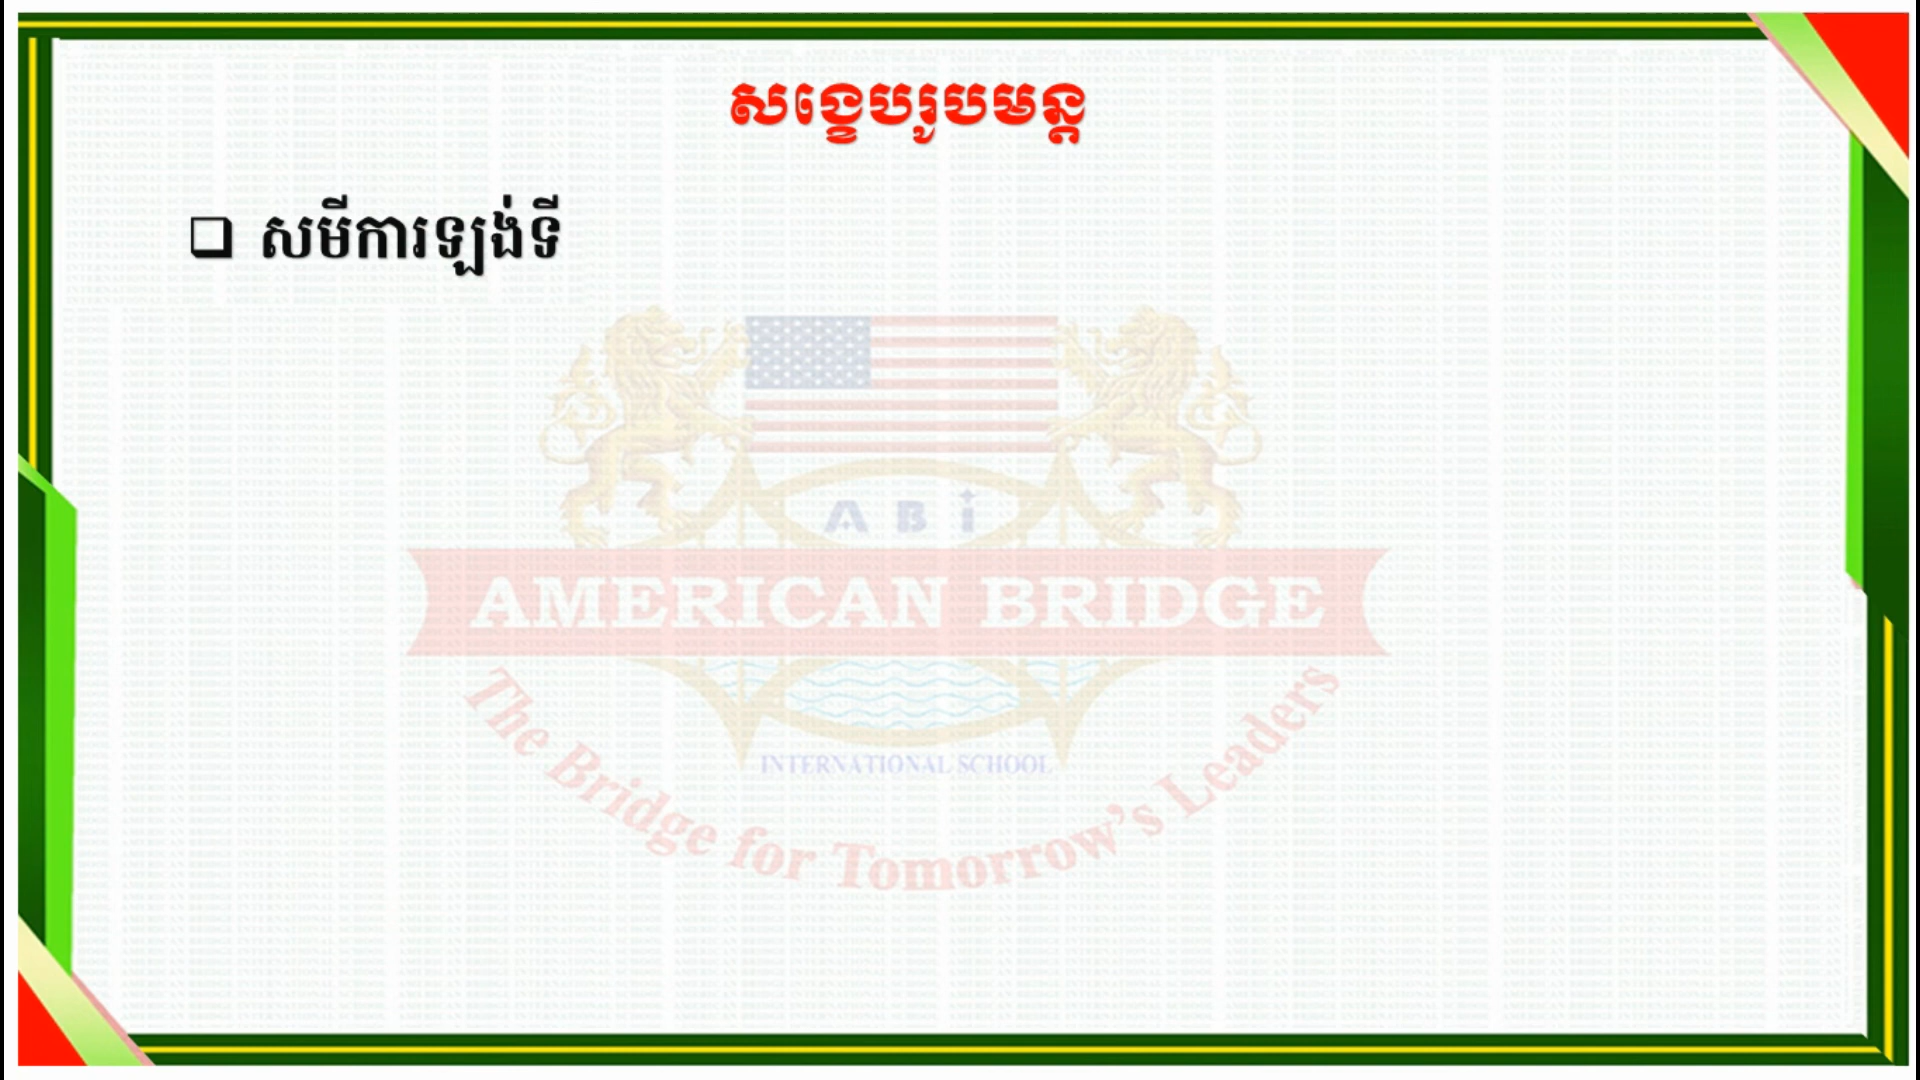 សង្ខេបរូបមន្ត
❑ សមីការឡង់ទី
A B i
AMERICAN BRIDGE
INTERNATIONAL SCHOOL
The Bridge for Tomorrow's Leaders